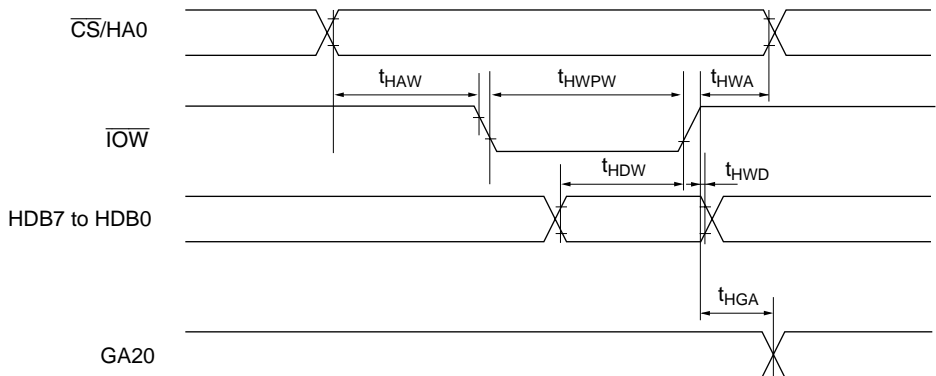 CS/HA0
tHAW
tHWPW
tHWA
IOW
tHDW
tHWD
HDB7 to HDB0
tHGA
GA20